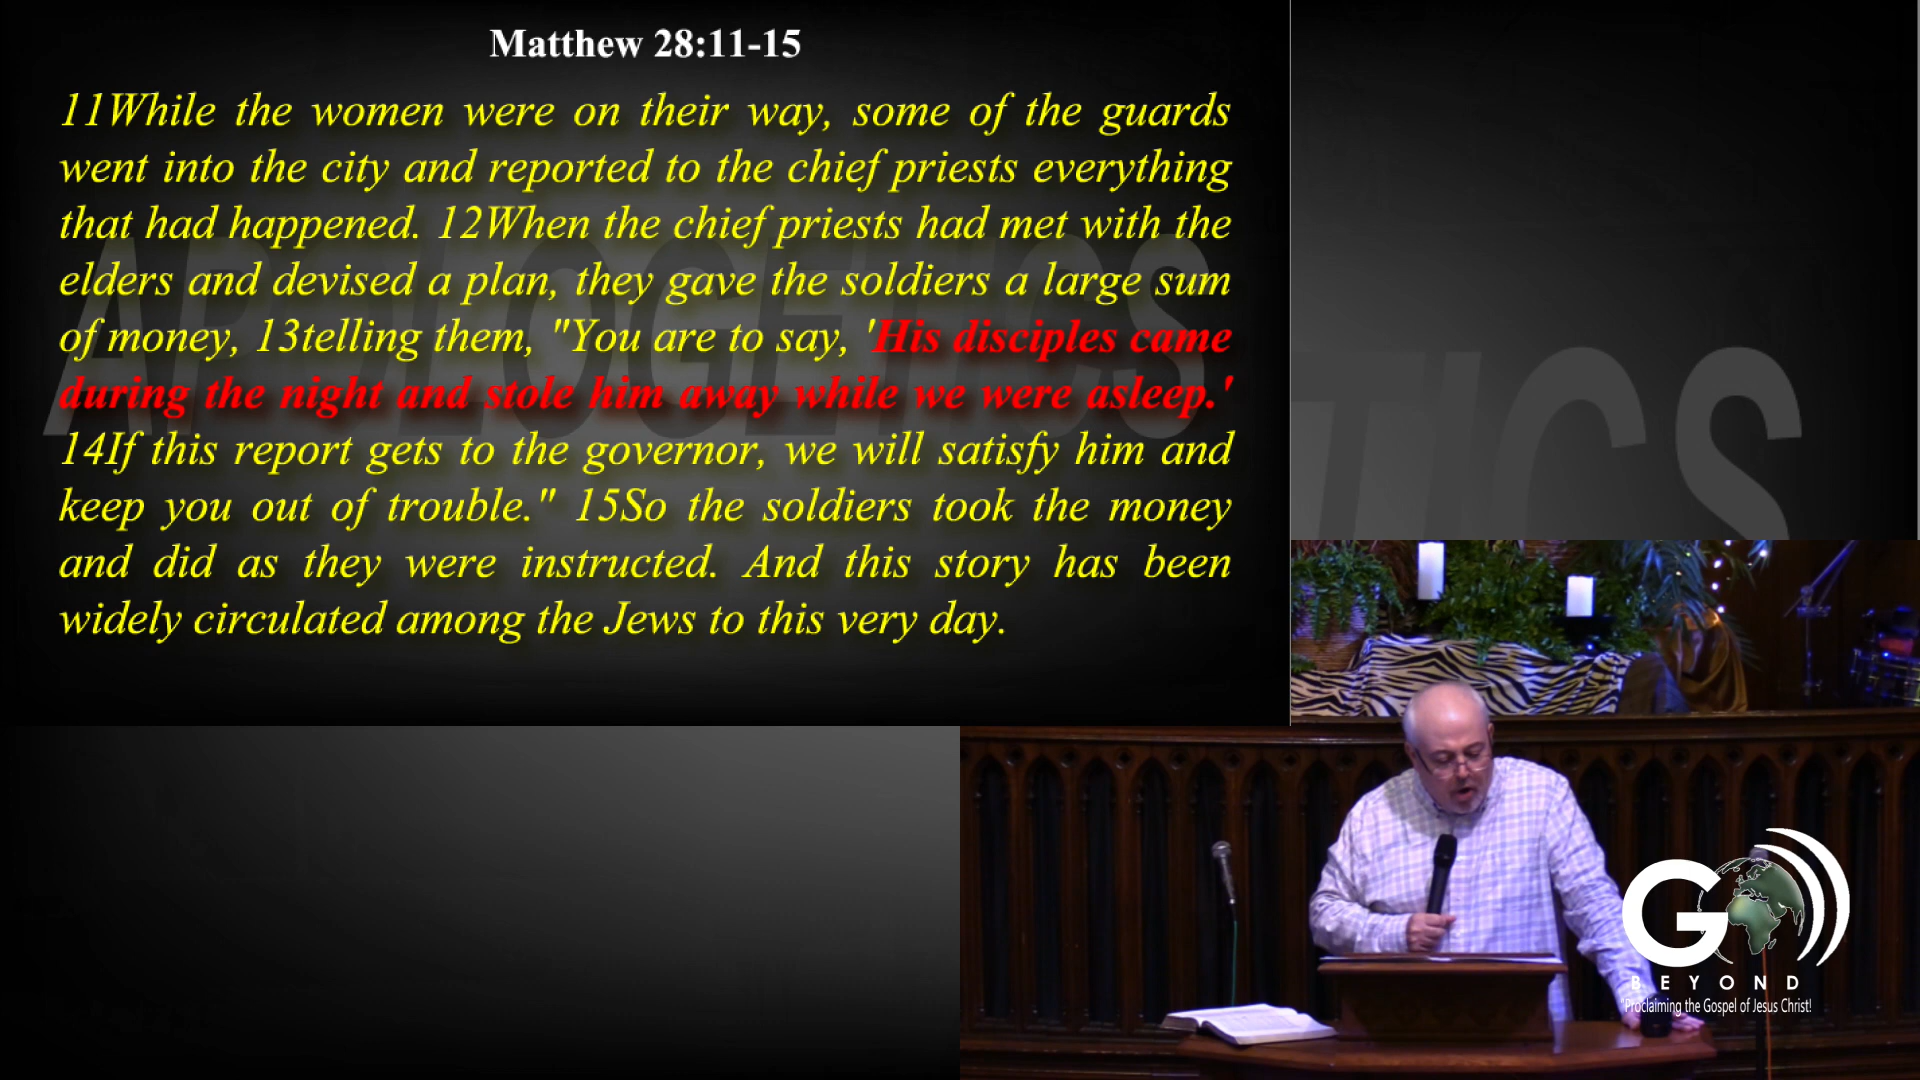 Matthew 28:11-15
11While the women were on their way, some of the guards
went into the city and reported to the chief priests everything
that had happened. 12When the chief priests had met with the
elders and devised a plan, they gave the soldiers a large sum
of money, 13telling them, "You are to say, 'His disciples came
during the night and stole him away while we were asleep.'
14If this report gets to the governor, we will satisfy him and
keep you out of trouble." 15So the soldiers took the money
and did as they were instructed. And this story has been
widely circulated among the Jews to this very day.
APOLOGETICS
TICS
GO
BEYOND
"Proclaiming the Gospel of Jesus Christ!